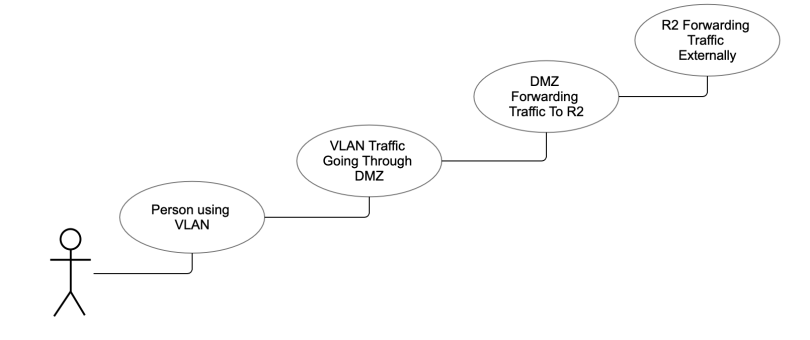 R2 Forwarding
Traffic
Externally
DMZ
Forwarding
Traffic To R2
VLAN Traffic
Going Through
DMZ
Person using
VLAN